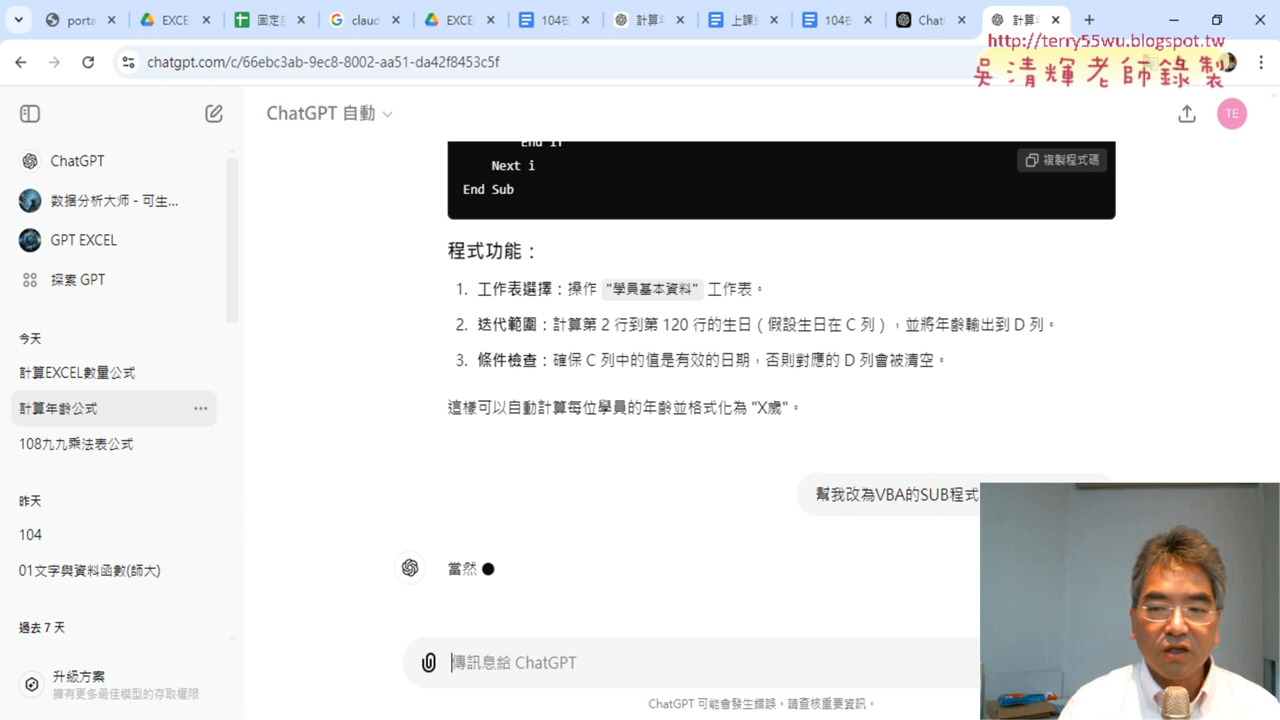 porta
EXCE
固定
claud
EXCE
104在
計算
上課
104在
Chat
計算
http://terry55wu.blogspot.tw
chatgpt.com/c/66ebc3ab-9ec8-8002-aa51-da42f8453c5f
吳清輝老師錄製
ChatGPT 自動
TE
ChatGPT
数据分析大师 - 可生...
GPT EXCEL
探索 GPT
今天
計算EXCEL數量公式
計算年齡公式
108九九乘法表公式
昨天
104
01文字與資料函數(師大)
過去 7 天
升級方案
擁有更多最佳模型的存取權限
End If
複製程式碼
Next i
End Sub
程式功能：
1. 工作表選擇：操作 "學員基本資料" 工作表。
2. 迭代範圍：計算第 2 行到第 120 行的生日（假設生日在 C 列），並將年齡輸出到 D 列。
3. 條件檢查：確保 C 列中的值是有效的日期，否則對應的 D 列會被清空。
這樣可以自動計算每位學員的年齡並格式化為 "X歲"。
幫我改為VBA的SUB程式
當然
傳訊息給 ChatGPT
ChatGPT 可能會發生錯誤。請查核重要資訊。